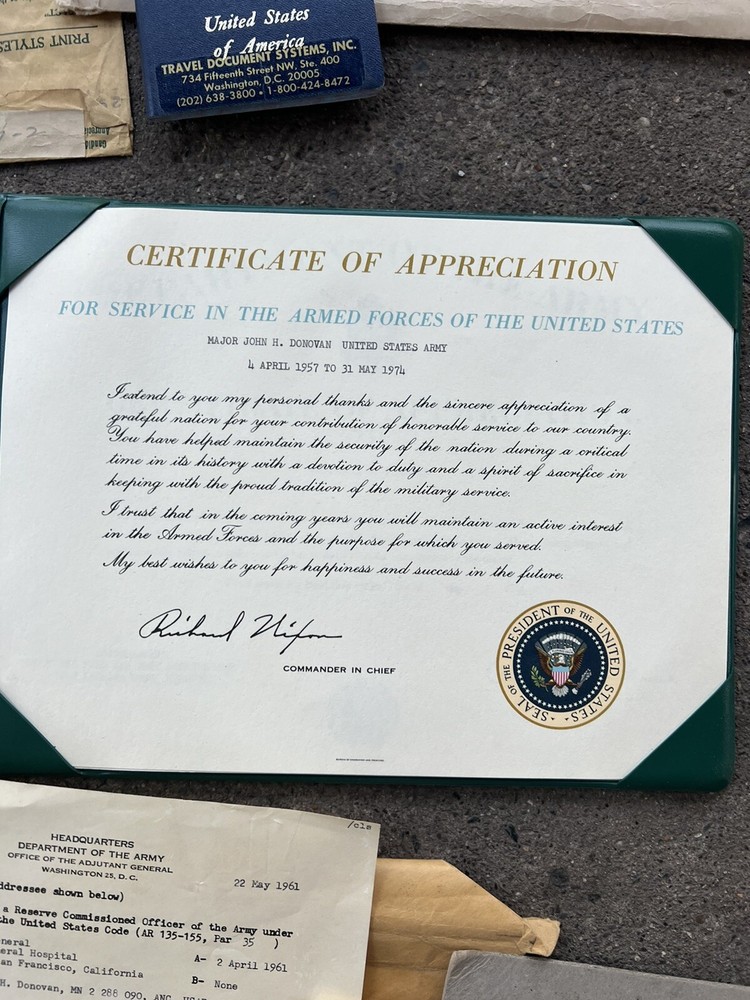 PRINT STYLES
United States
of America
TRAVEL DOCUMENT SYSTEMS, INC.
734 Fifteenth Street NW, Ste. 400
Washington, D.C. 20005
(202) 638-3800 • 1-800-424-8472
CERTIFICATE OF APPRECIATION
FOR SERVICE IN THE ARMED FORCES OF THE UNITED STATES
MAJOR JOHN H. DONOVAN UNITED STATES ARMY
4 APRIL 1957 TO 31 MAY 1974
I extend to you my personal thanks and the sincere appreciation of a
grateful nation for your contribution of honorable service to our country.
You have helped maintain the security of the nation during a critical
time in its history with a devotion to duty and a spirit of sacrifice in
keeping with the proud tradition of the military service.
I trust that in the coming years you will maintain an active interest
in the Armed Forces and the purpose for which you served.
My best wishes to you for happiness and success in the future.
Richard Nixon
COMMANDER IN CHIEF
SEAL OF THE PRESIDENT OF THE UNITED STATES
/cls
HEADQUARTERS
DEPARTMENT OF THE ARMY
OFFICE OF THE ADJUTANT GENERAL
WASHINGTON 25, D. C.
22 May 1961
ddressee shown below)
a Reserve Commissioned Officer of the Army under
the United States Code (AR 135-155, Par 35 )
neral
eral Hospital
A- 2 April 1961
an Francisco, California
B- None
H. Donovan, MN 2 288 090, ANC,